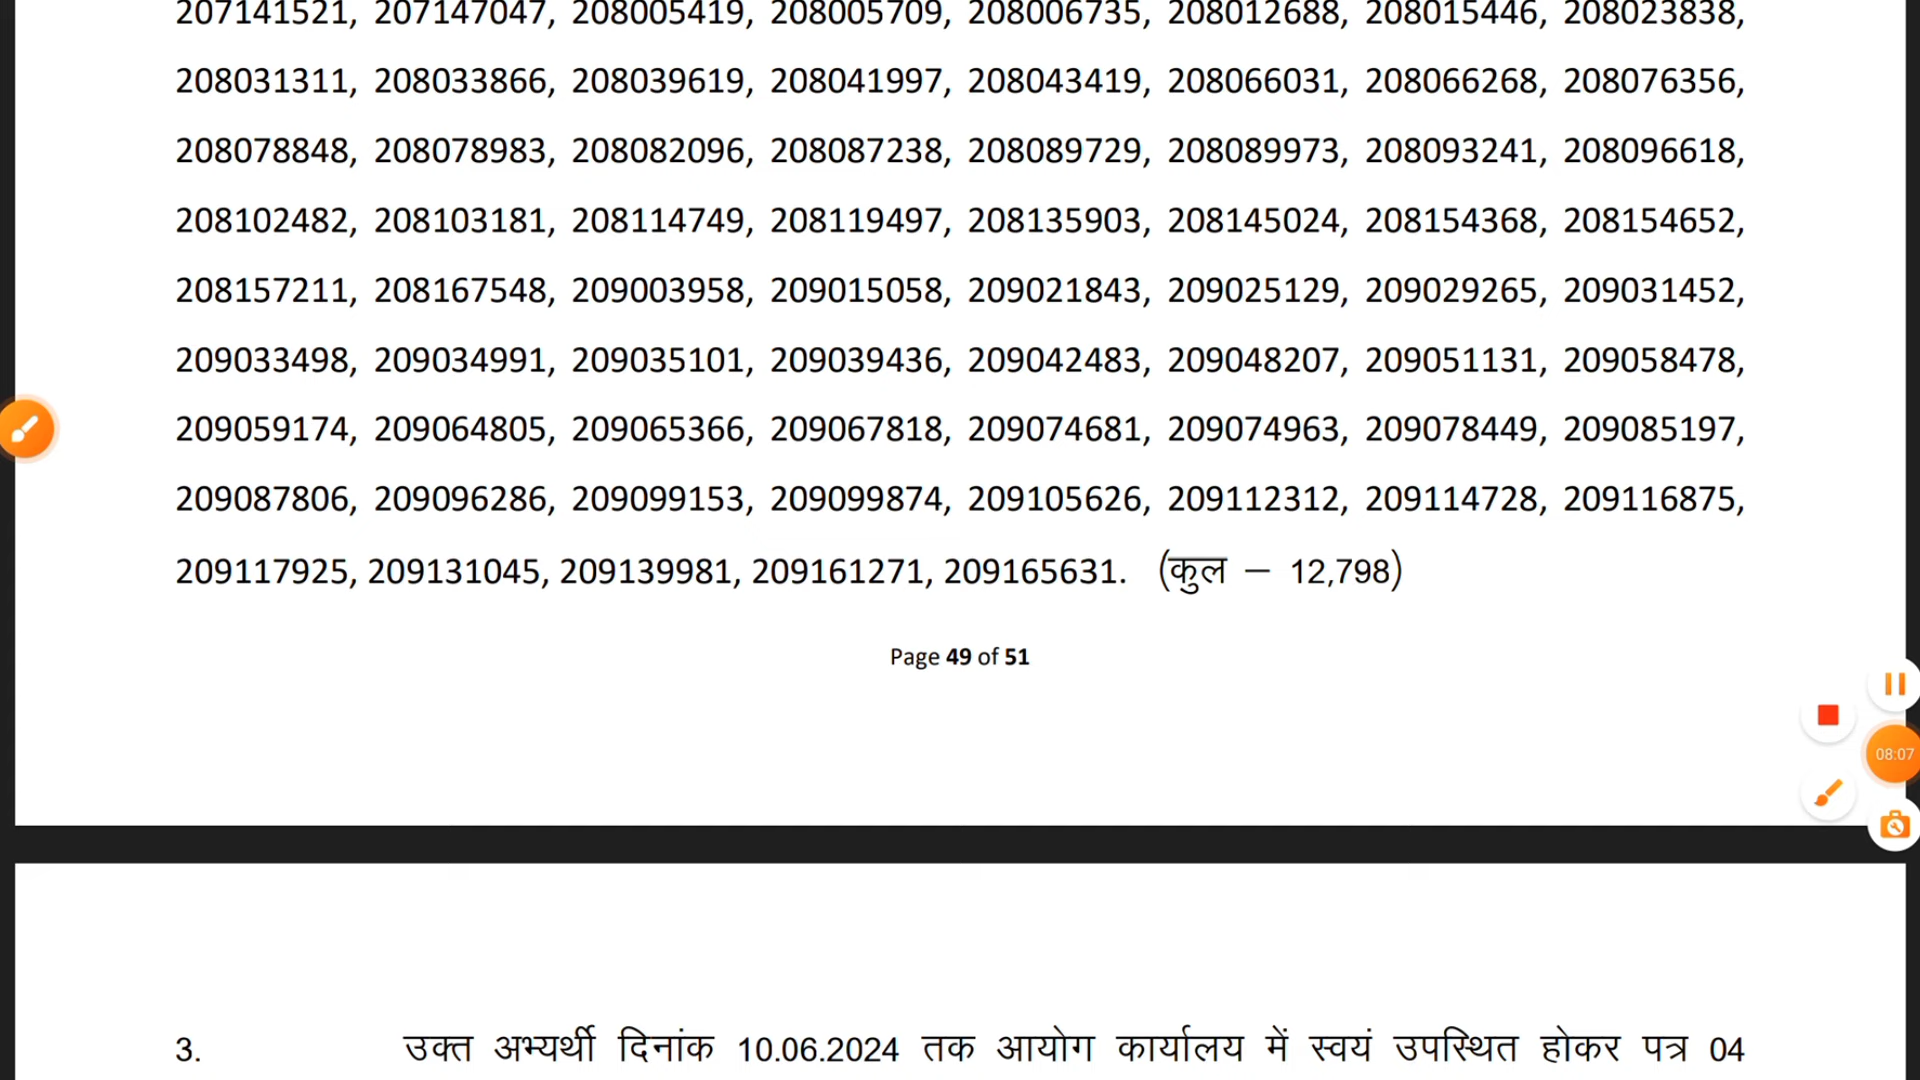 207141521, 207147047, 208005419, 208005709, 208006735, 208012688, 208015446, 208023838,
208031311, 208033866, 208039619, 208041997, 208043419, 208066031, 208066268, 208076356,
208078848, 208078983, 208082096, 208087238, 208089729, 208089973, 208093241, 208096618,
208102482, 208103181, 208114749, 208119497, 208135903, 208145024, 208154368, 208154652,
208157211, 208167548, 209003958, 209015058, 209021843, 209025129, 209029265, 209031452,
209033498, 209034991, 209035101, 209039436, 209042483, 209048207, 209051131, 209058478,
209059174, 209064805, 209065366, 209067818, 209074681, 209074963, 209078449, 209085197,
209087806, 209096286, 209099153, 209099874, 209105626, 209112312, 209114728, 209116875,
209117925, 209131045, 209139981, 209161271, 209165631. (कुल – 12,798)
Page 49 of 51
08:07
3. उक्त अभ्यर्थी दिनांक 10.06.2024 तक आयोग कार्यालय में स्वयं उपस्थित होकर पत्र 04